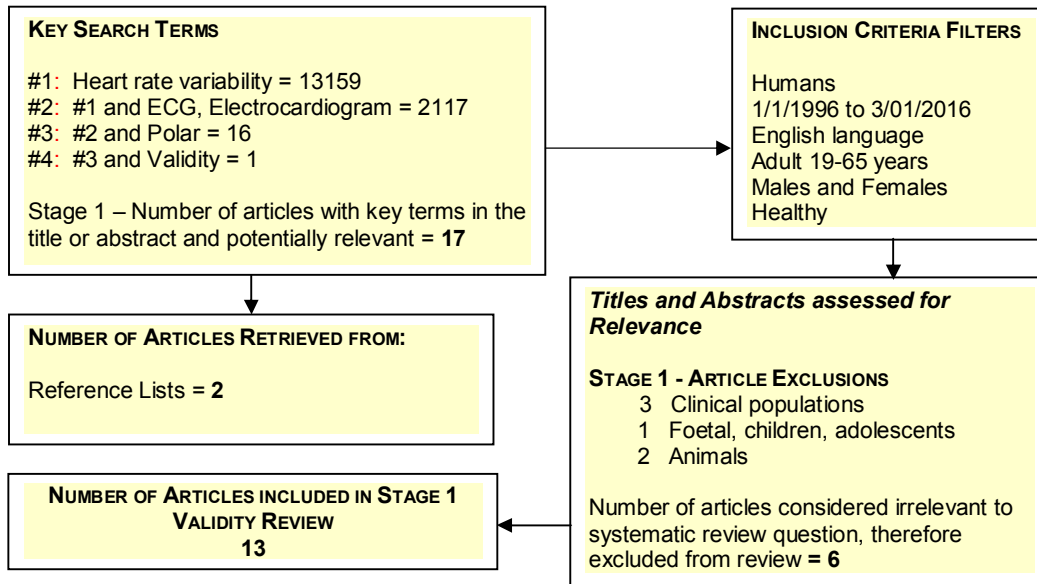 KEY SEARCH TERMS
#1: Heart rate variability = 13159
#2: #1 and ECG, Electrocardiogram = 2117
#3: #2 and Polar = 16
#4: #3 and Validity = 1
Stage 1 – Number of articles with key terms in the
title or abstract and potentially relevant = 17
INCLUSION CRITERIA FILTERS
Humans
1/1/1996 to 3/01/2016
English language
Adult 19-65 years
Males and Females
Healthy
NUMBER OF ARTICLES RETRIEVED FROM:
Reference Lists = 2
Titles and Abstracts assessed for
Relevance
STAGE 1 - ARTICLE EXCLUSIONS
3 Clinical populations
1 Foetal, children, adolescents
2 Animals
Number of articles considered irrelevant to
systematic review question, therefore
excluded from review = 6
NUMBER OF ARTICLES INCLUDED IN STAGE 1
VALIDITY REVIEW
13